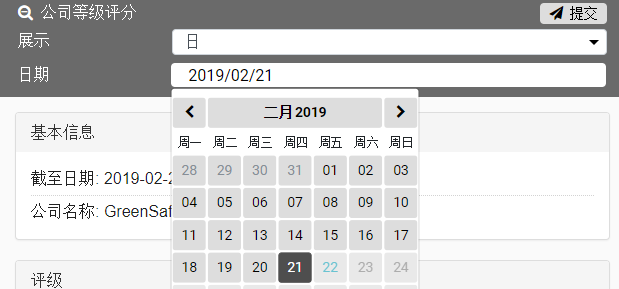 公司等级评分 提交
展示 日
日期 2019/02/21
二月 2019
周一 周二 周三 周四 周五 周六 周日
28 29 30 31 01 02 03
基本信息
截至日期: 2019-02-2
04 05 06 07 08 09 10
公司名称: GreenSaf
11 12 13 14 15 16 17
18 19 20 21 22 23 24
评级